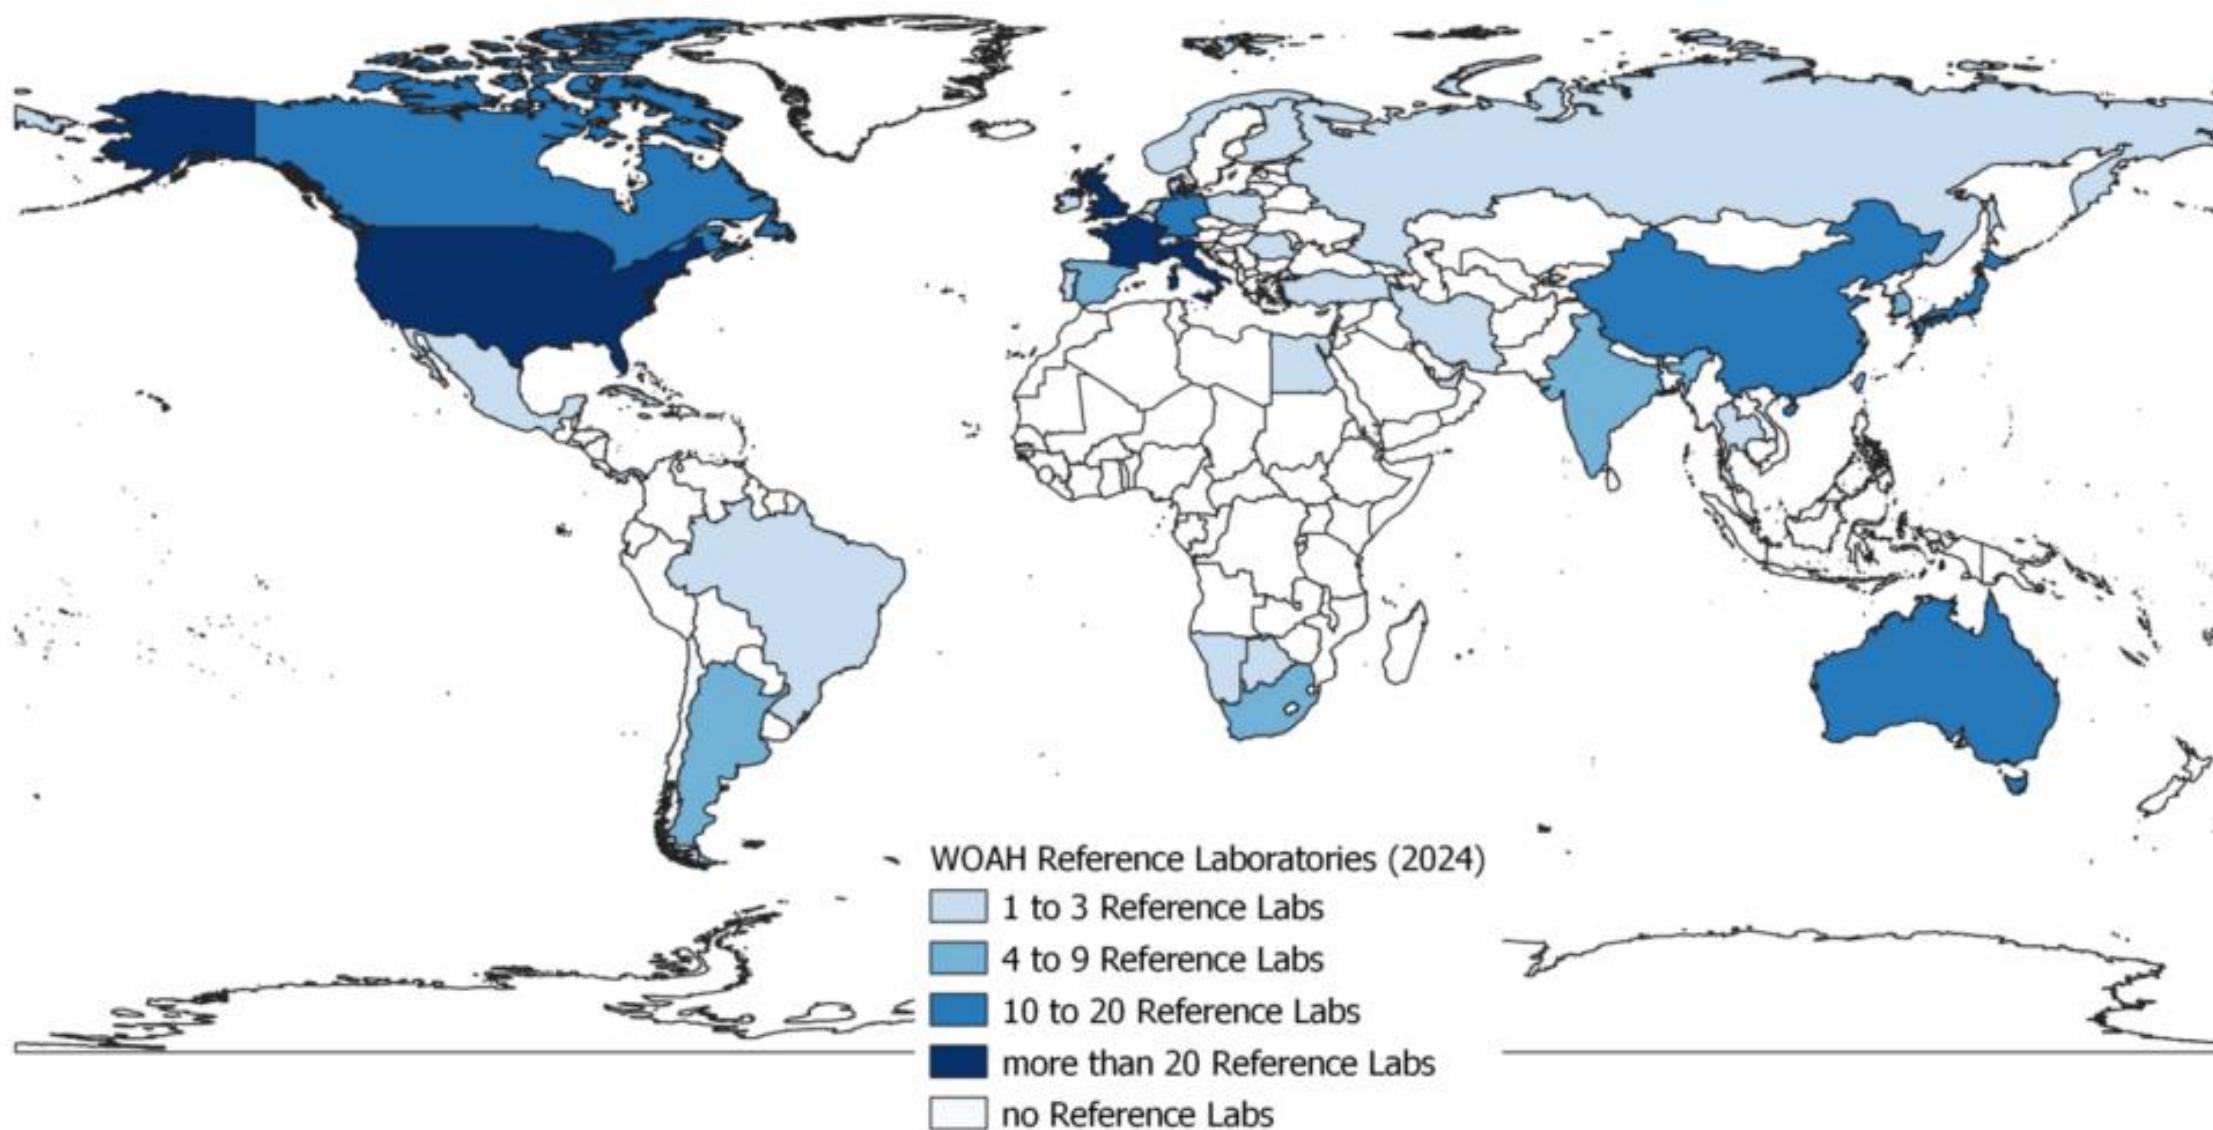 WOAH Reference Laboratories (2024)
1 to 3 Reference Labs
4 to 9 Reference Labs
10 to 20 Reference Labs
more than 20 Reference Labs
no Reference Labs